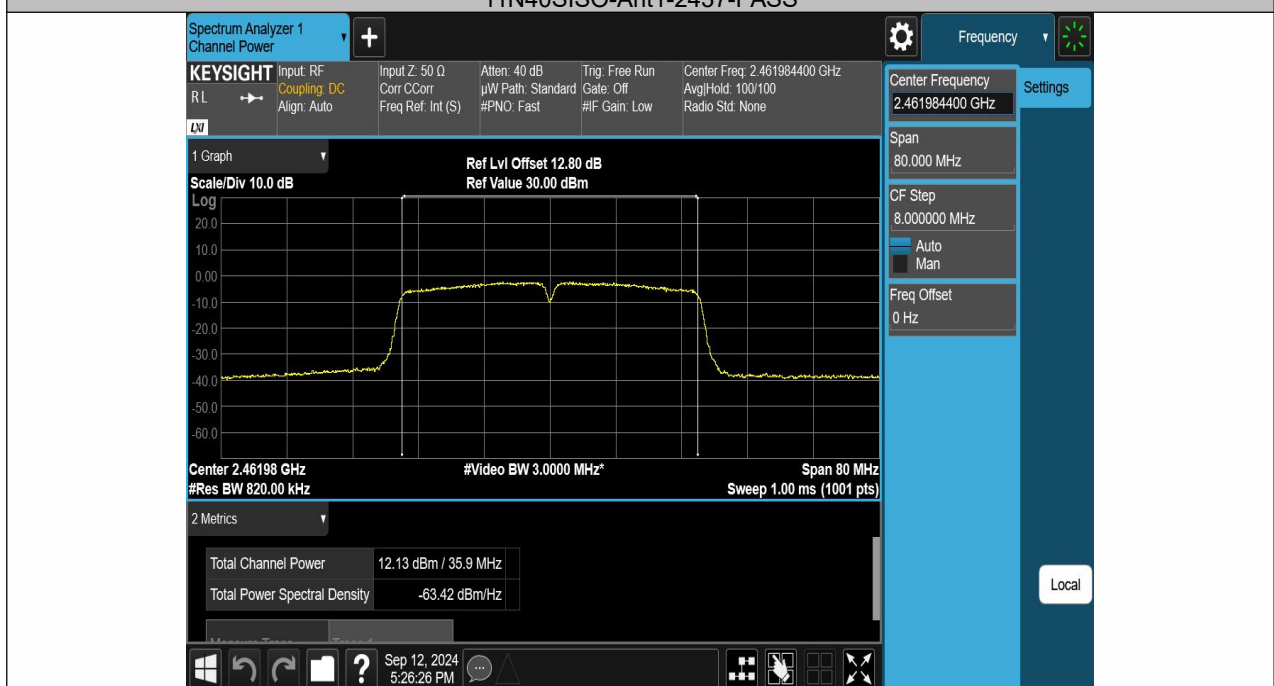 11N40SISO-Ant1-2437-PASS
Spectrum Analyzer 1
Channel Power
+
Frequency
KEYSIGHT
RL
LXI
Input: RF
Coupling: DC
Align: Auto
Input Z: 50 Ω
Corr CCorr
Freq Ref: Int (S)
Atten: 40 dB
µW Path: Standard
#PNO: Fast
Trig: Free Run
Gate: Off
#IF Gain: Low
Center Freq: 2.461984400 GHz
Avg|Hold: 100/100
Radio Std: None
Center Frequency
2.461984400 GHz
Settings
Span
80.000 MHz
CF Step
8.000000 MHz
Auto
Man
Freq Offset
0 Hz
Local
1 Graph
Scale/Div 10.0 dB
Ref Lvl Offset 12.80 dB
Ref Value 30.00 dBm
Log
20.0
10.0
0.00
-10.0
-20.0
-30.0
-40.0
-50.0
-60.0
Center 2.46198 GHz
#Video BW 3.0000 MHz*
Span 80 MHz
#Res BW 820.00 kHz
Sweep 1.00 ms (1001 pts)
2 Metrics
Total Channel Power 12.13 dBm / 35.9 MHz
Total Power Spectral Density -63.42 dBm/Hz
?
Sep 12, 2024
5:26:26 PM